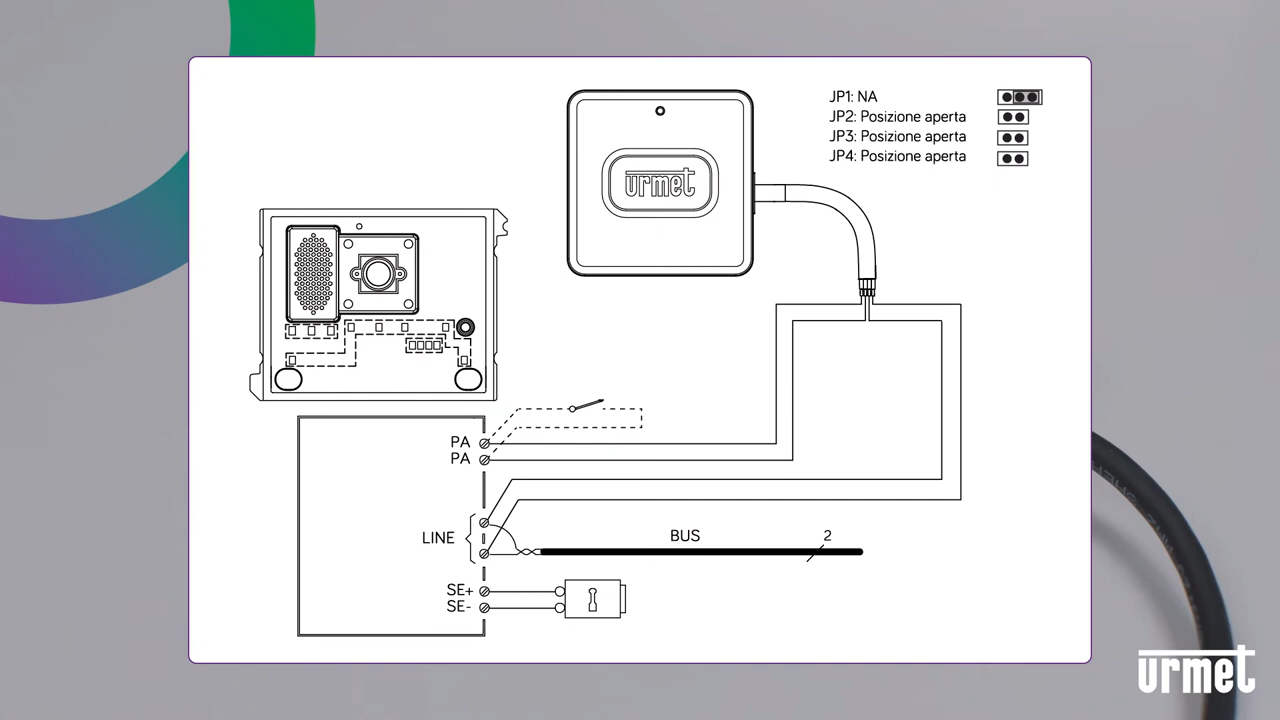 JP1: NA
JP2: Posizione aperta
JP3: Posizione aperta
JP4: Posizione aperta
urmet
PA
PA
LINE
BUS
2
SE+
SE-
urmet